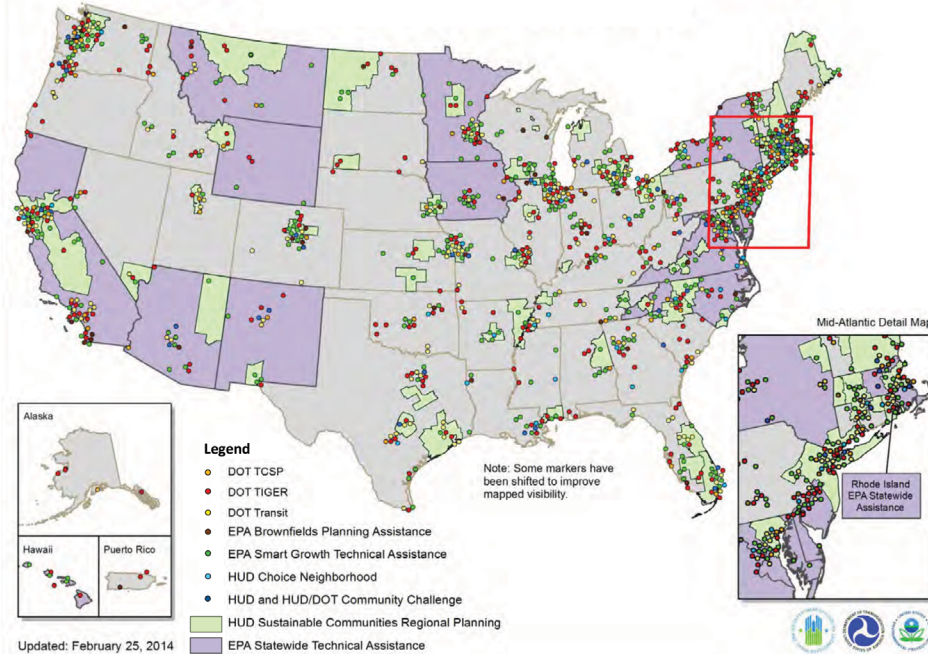 Mid-Atlantic Detail Map
Alaska
Hawaii
Puerto Rico
Legend
DOT TCSP
DOT TIGER
DOT Transit
EPA Brownfields Planning Assistance
EPA Smart Growth Technical Assistance
HUD Choice Neighborhood
HUD and HUD/DOT Community Challenge
HUD Sustainable Communities Regional Planning
EPA Statewide Technical Assistance
Note: Some markers have
been shifted to improve
mapped visibility.
Rhode Island
EPA Statewide
Assistance
Updated: February 25, 2014